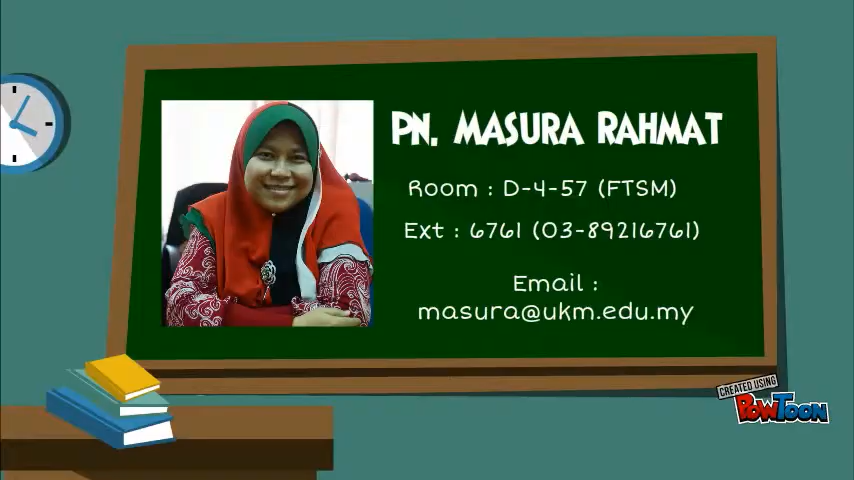 PN. MASURA RAHMAT
Room : D-4-57 (FTSM)
Ext : 6761 (03-89216761)
Email :
masura@ukm.edu.my
CREATED USING
POWTOON